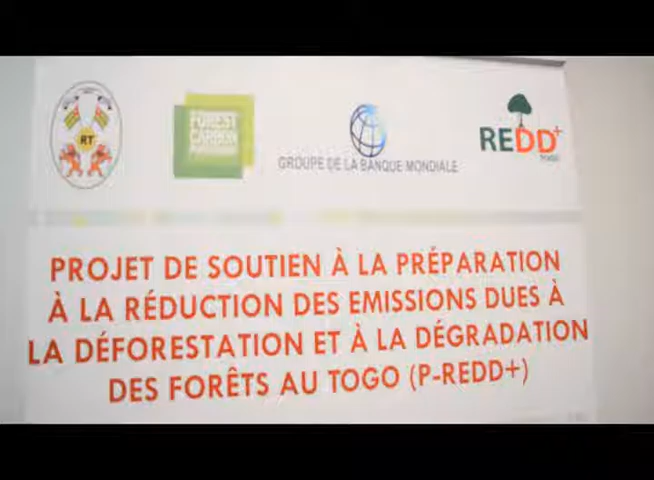 RT
FOREST
CARBON
GROUPE DE LA BANQUE MONDIALE
REDD+
PROJET DE SOUTIEN À LA PRÉPARATION
À LA RÉDUCTION DES EMISSIONS DUES À
LA DÉFORESTATION ET À LA DÉGRADATION
DES FORÊTS AU TOGO (P-REDD+)